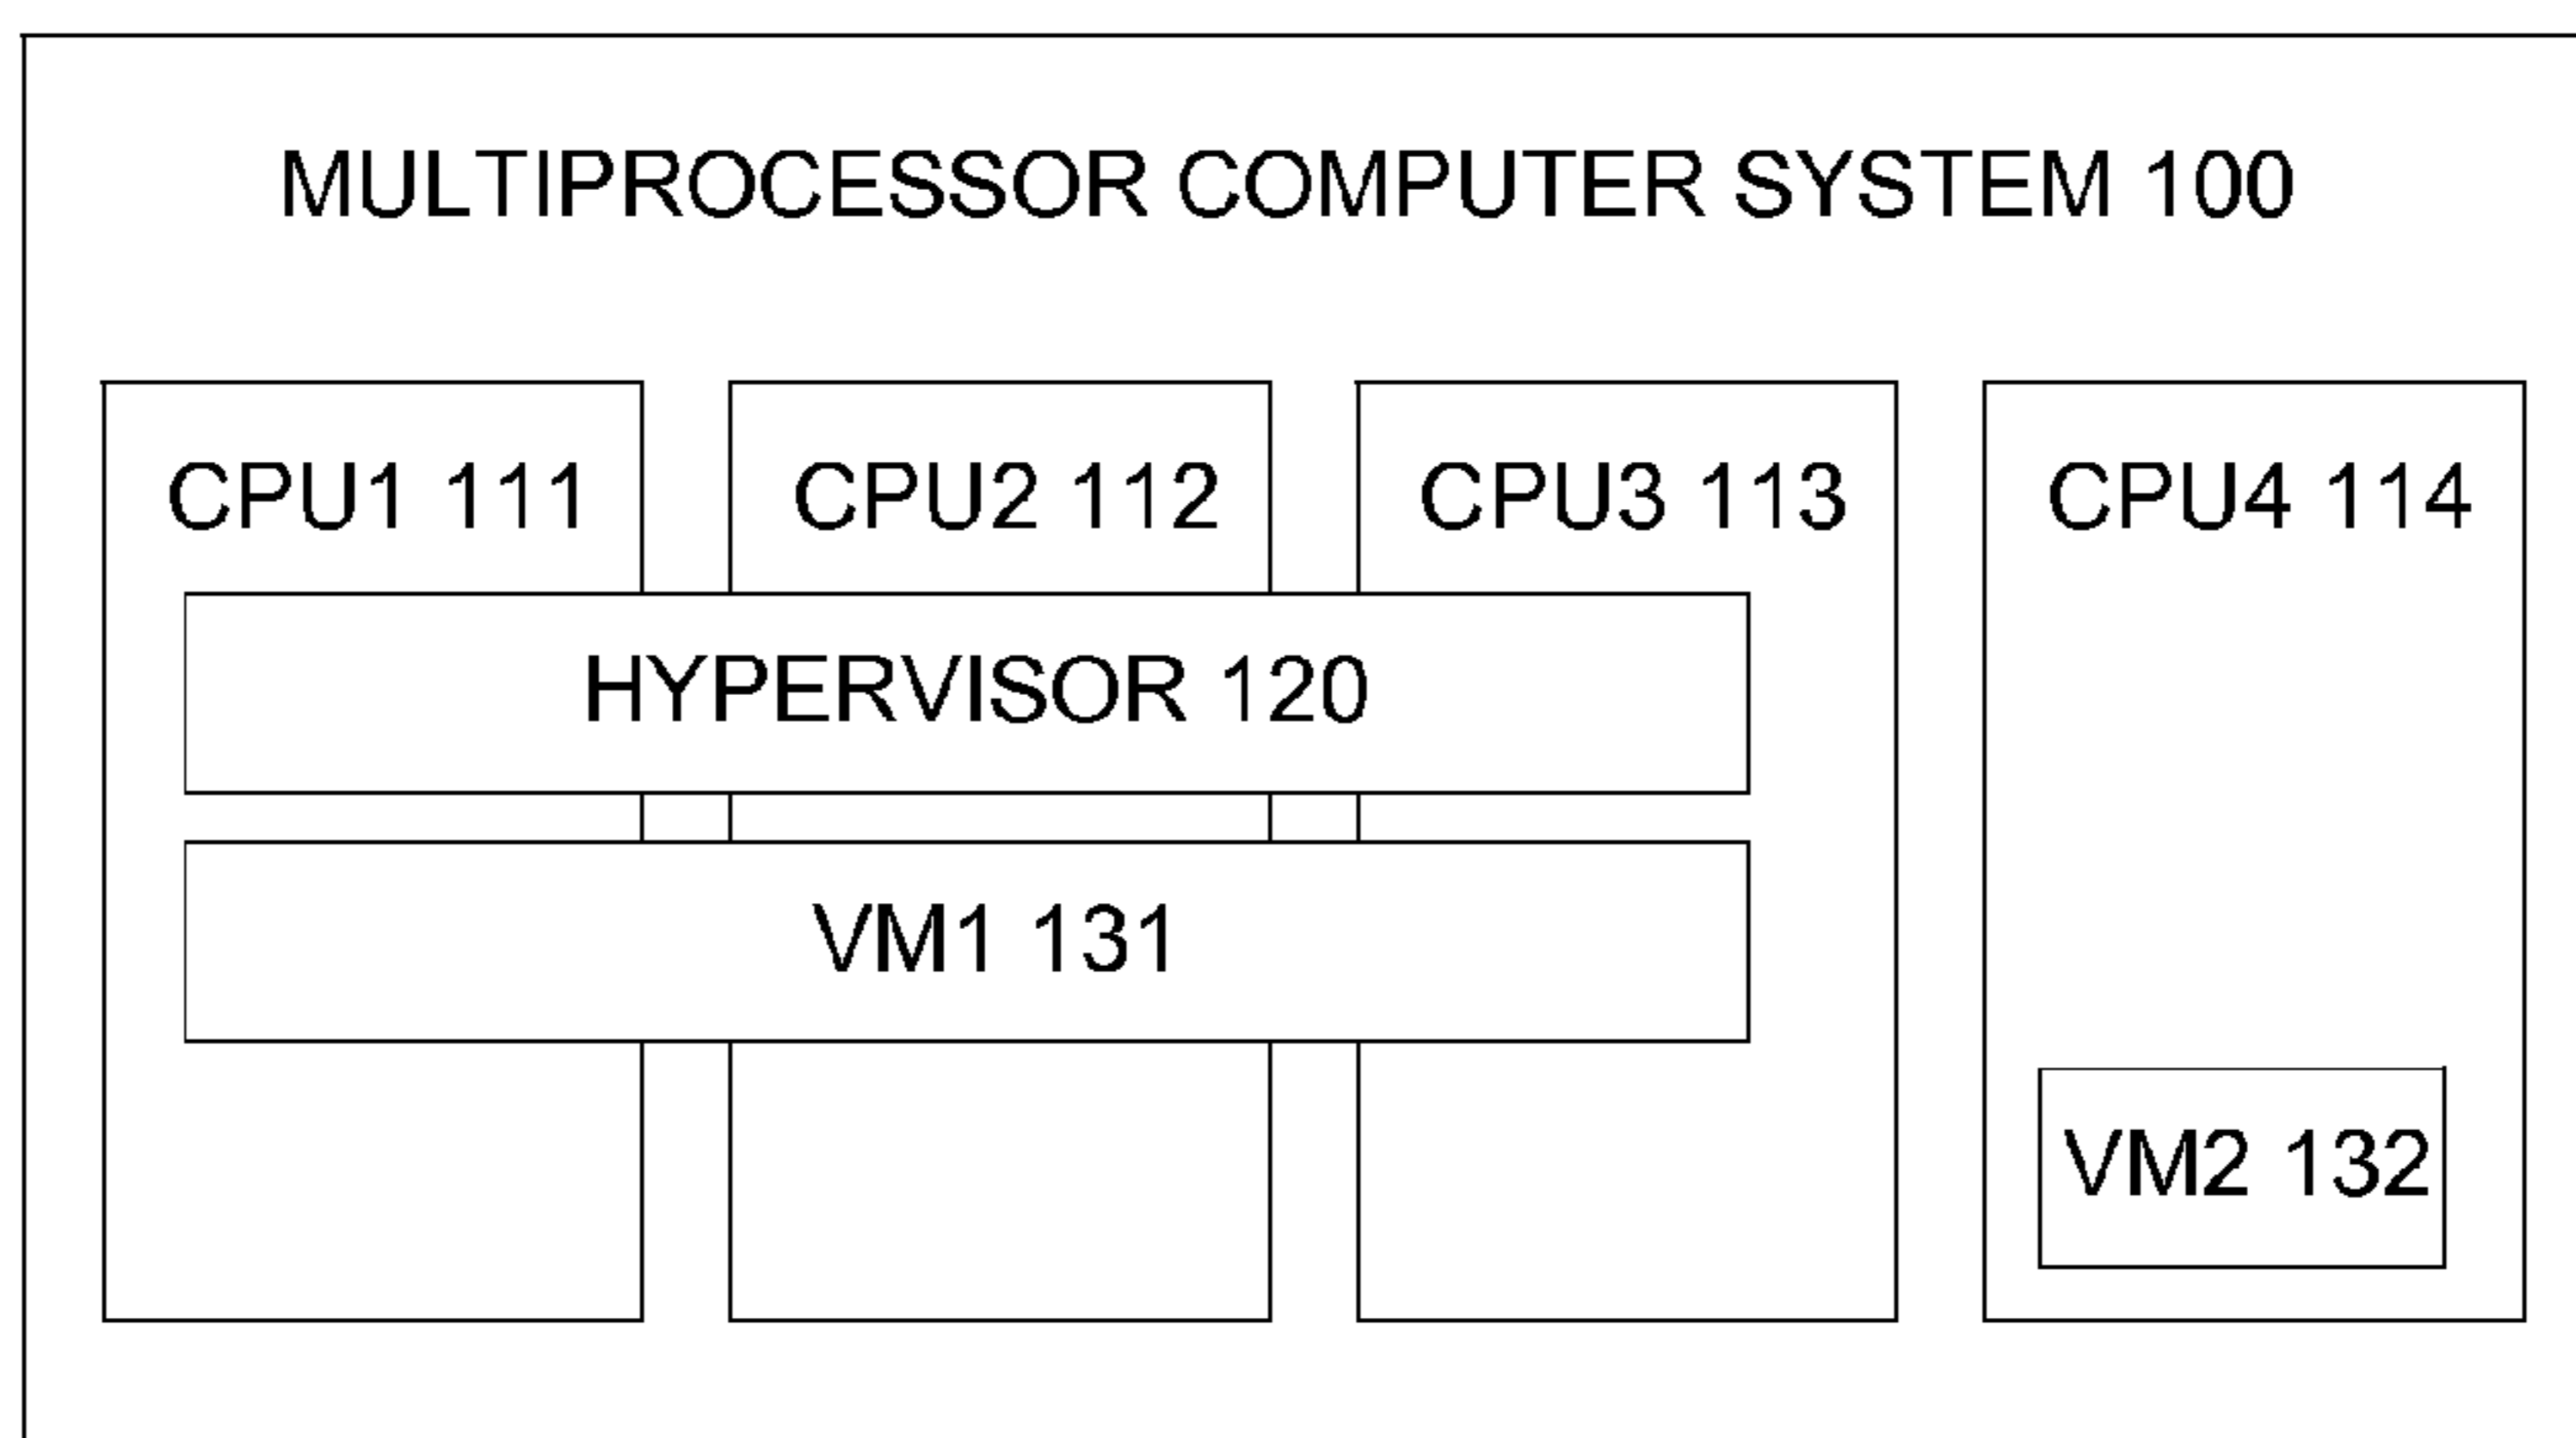 MULTIPROCESSOR COMPUTER SYSTEM 100
CPU1 111
CPU2 112
CPU3 113
CPU4 114
HYPERVISOR 120
VM1 131
VM2 132